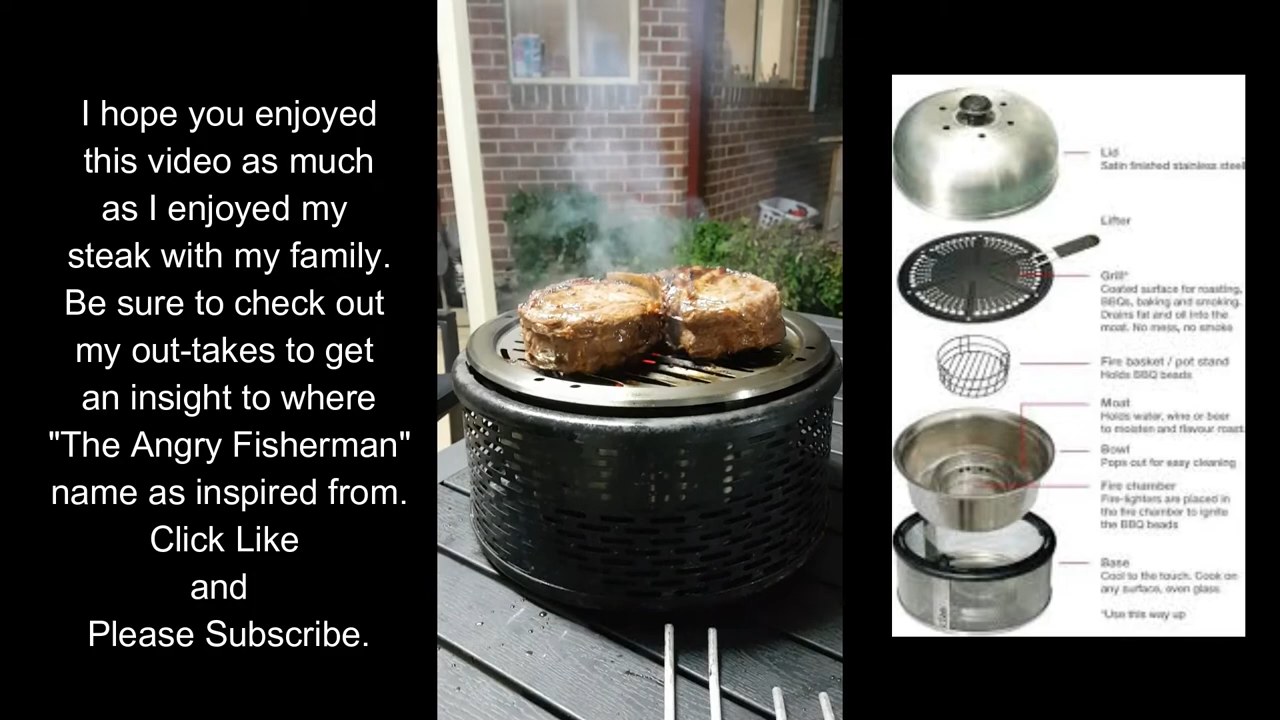 I hope you enjoyed
this video as much
as I enjoyed my
steak with my family.
Be sure to check out
my out-takes to get
an insight to where
"The Angry Fisherman"
name as inspired from.
Click Like
and
Please Subscribe.
Lid
Satin finished stainless steel
Lifter
Grill*
Coated surface for roasting,
BBQs, baking and smoking.
Drains fat and oil into the
moat. No mess, no smoke
Fire basket / pot stand
Holds BBQ beads
Moat
Holds water, wine or beer
to moisten and flavour roast
Bowl
Pops out for easy cleaning
Fire chamber
Fire-lighters are placed in
the fire chamber to ignite
the BBQ beads
Base
Cool to the touch. Cook on
any surface, even glass
*Use this way up